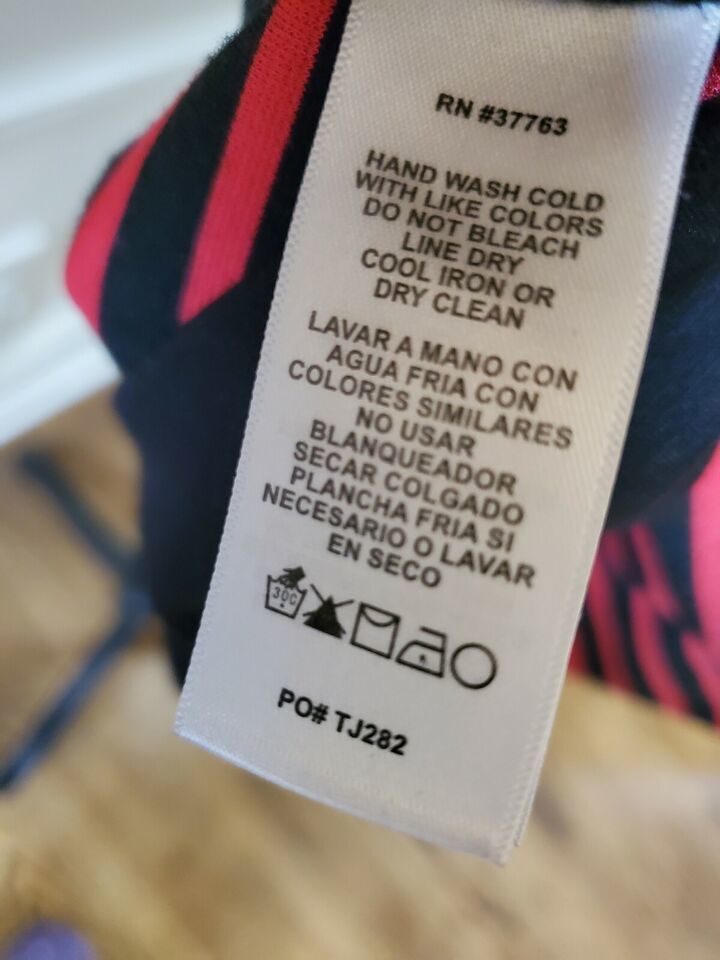 RN #37763
HAND WASH COLD
WITH LIKE COLORS
DO NOT BLEACH
LINE DRY
COOL IRON OR
DRY CLEAN
LAVAR A MANO CON
AGUA FRIA CON
COLORES SIMILARES
NO USAR
BLANQUEADOR
SECAR COLGADO
PLANCHA FRIA SI
NECESARIO O LAVAR
EN SECO
30C
PO# TJ282